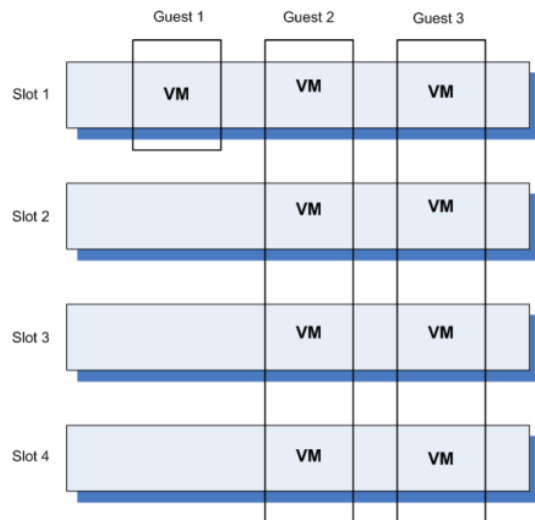 Guest 1 Guest 2 Guest 3
Slot 1 VM VM VM
Slot 2 VM VM
Slot 3 VM VM
Slot 4 VM VM